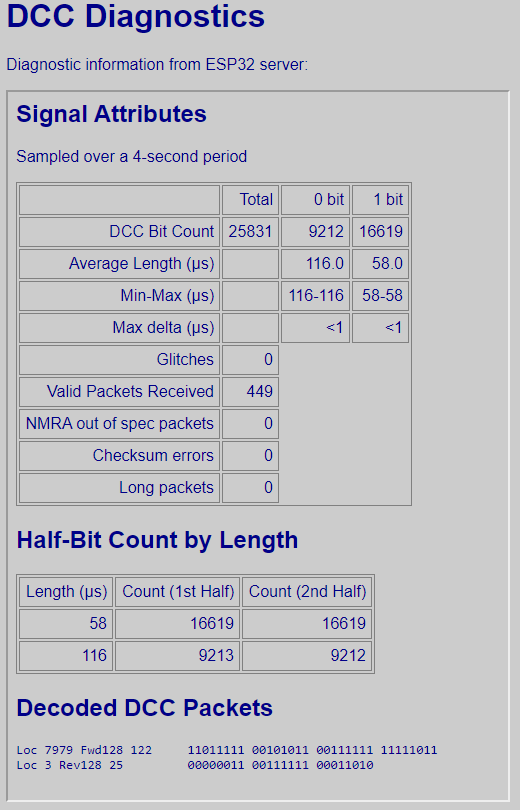 DCC Diagnostics
Diagnostic information from ESP32 server:
Signal Attributes
Sampled over a 4-second period
Total 0 bit 1 bit
DCC Bit Count 25831 9212 16619
Average Length (µs) 116.0 58.0
Min-Max (µs) 116-116 58-58
Max delta (µs) <1 <1
Glitches 0
Valid Packets Received 449
NMRA out of spec packets 0
Checksum errors 0
Long packets 0
Half-Bit Count by Length
Length (µs) Count (1st Half) Count (2nd Half)
58 16619 16619
116 9213 9212
Decoded DCC Packets
Loc 7979 Fwd128 122 11011111 00101011 00111111 11111011
Loc 3 Rev128 25 00000011 00111111 00011010